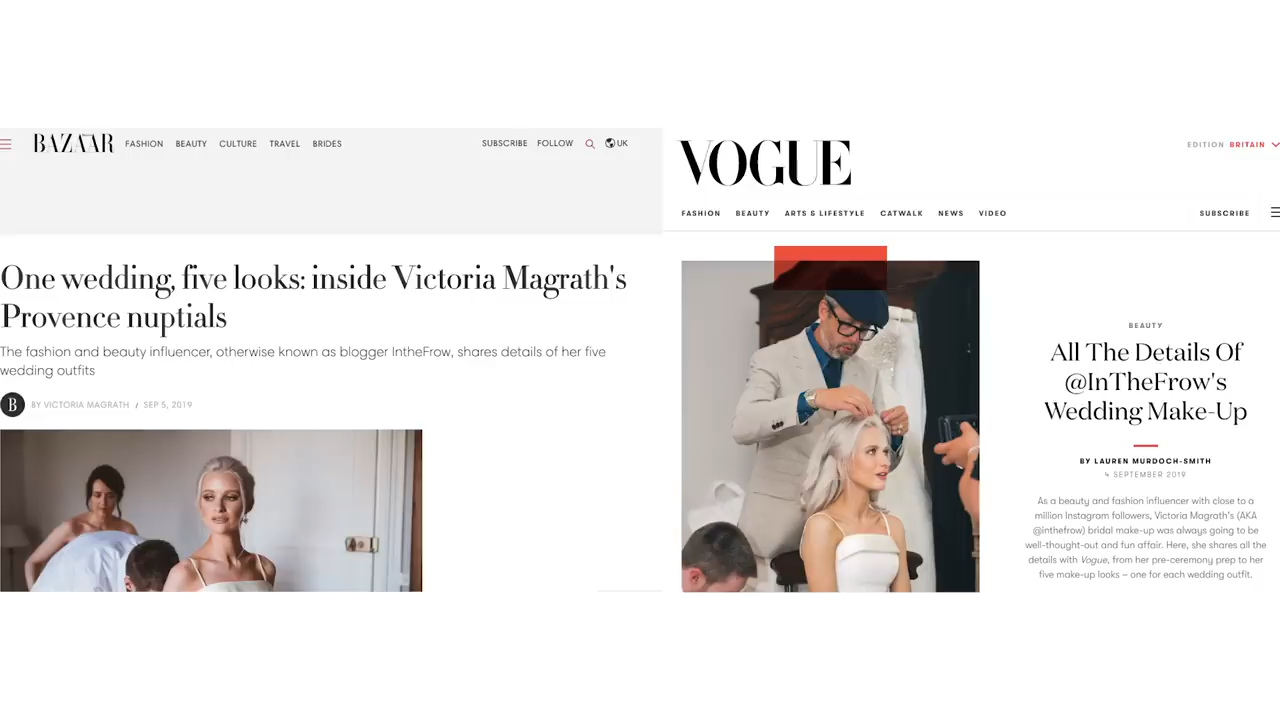 BAZAAR FASHION BEAUTY CULTURE TRAVEL BRIDES SUBSCRIBE FOLLOW UK
One wedding, five looks: inside Victoria Magrath's
Provence nuptials
The fashion and beauty influencer, otherwise known as blogger IntheFrow, shares details of her five
wedding outfits
B BY VICTORIA MAGRATH / SEP 5, 2019
VOGUE
EDITION BRITAIN
FASHION BEAUTY ARTS & LIFESTYLE CATWALK NEWS VIDEO SUBSCRIBE
BEAUTY
All The Details Of
@InTheFrow's
Wedding Make-Up
BY LAUREN MURDOCH-SMITH
4 SEPTEMBER 2019
As a beauty and fashion influencer with close to a
million Instagram followers, Victoria Magrath's (AKA
@inthefrow) bridal make-up was always going to be
well-thought-out and fun affair. Here, she shares all the
details with Vogue, from her pre-ceremony prep to her
five make-up looks – one for each wedding outfit.